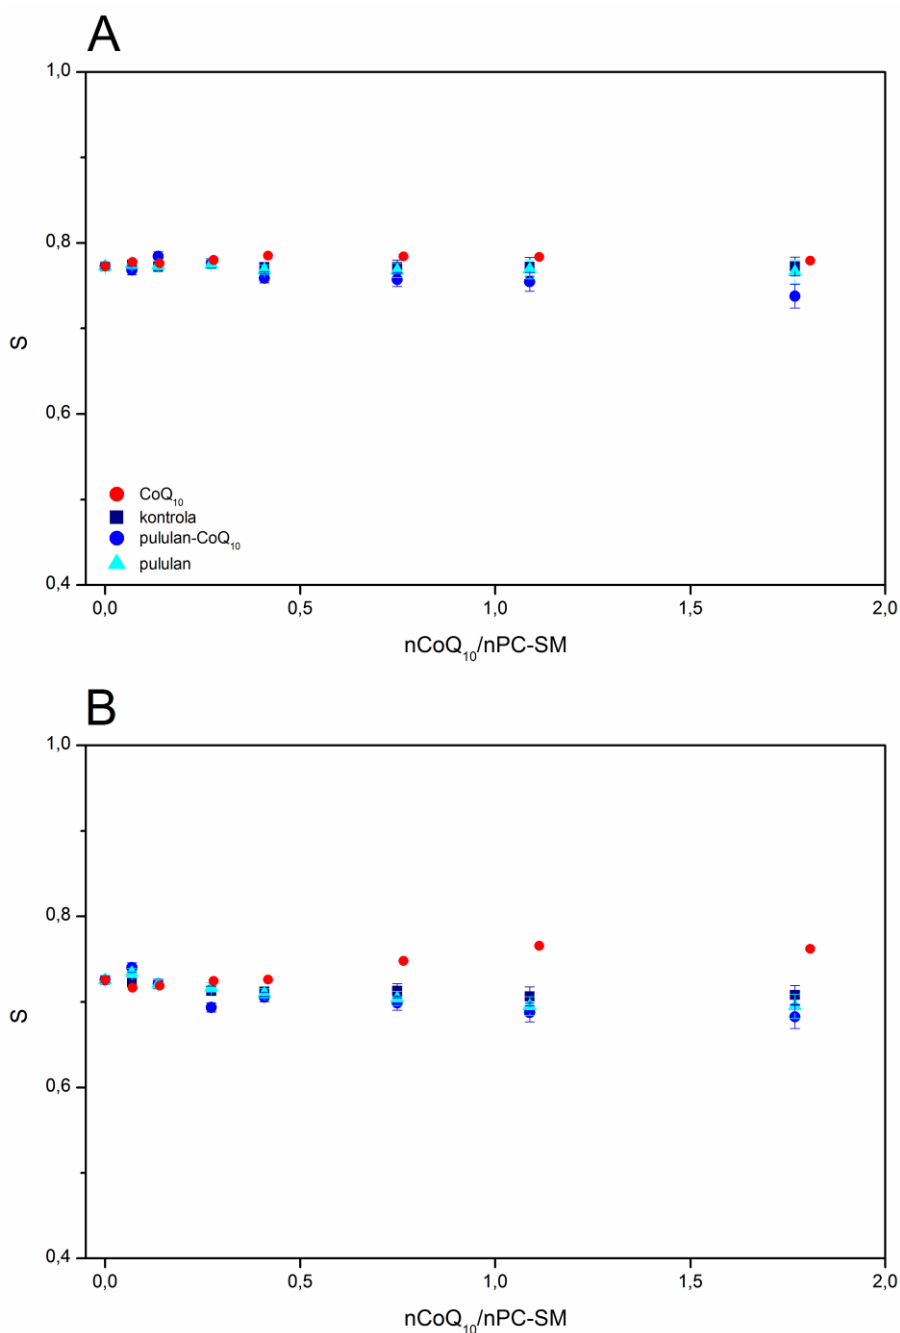 A
1,0
0,8
0,6
0,4
S
CoQ10
kontrola
pululan-CoQ10
pululan
0,0 0,5 1,0 1,5 2,0
nCoQ10/nPC-SM
B
1,0
0,8
0,6
0,4
S
0,0 0,5 1,0 1,5 2,0
nCoQ10/nPC-SM